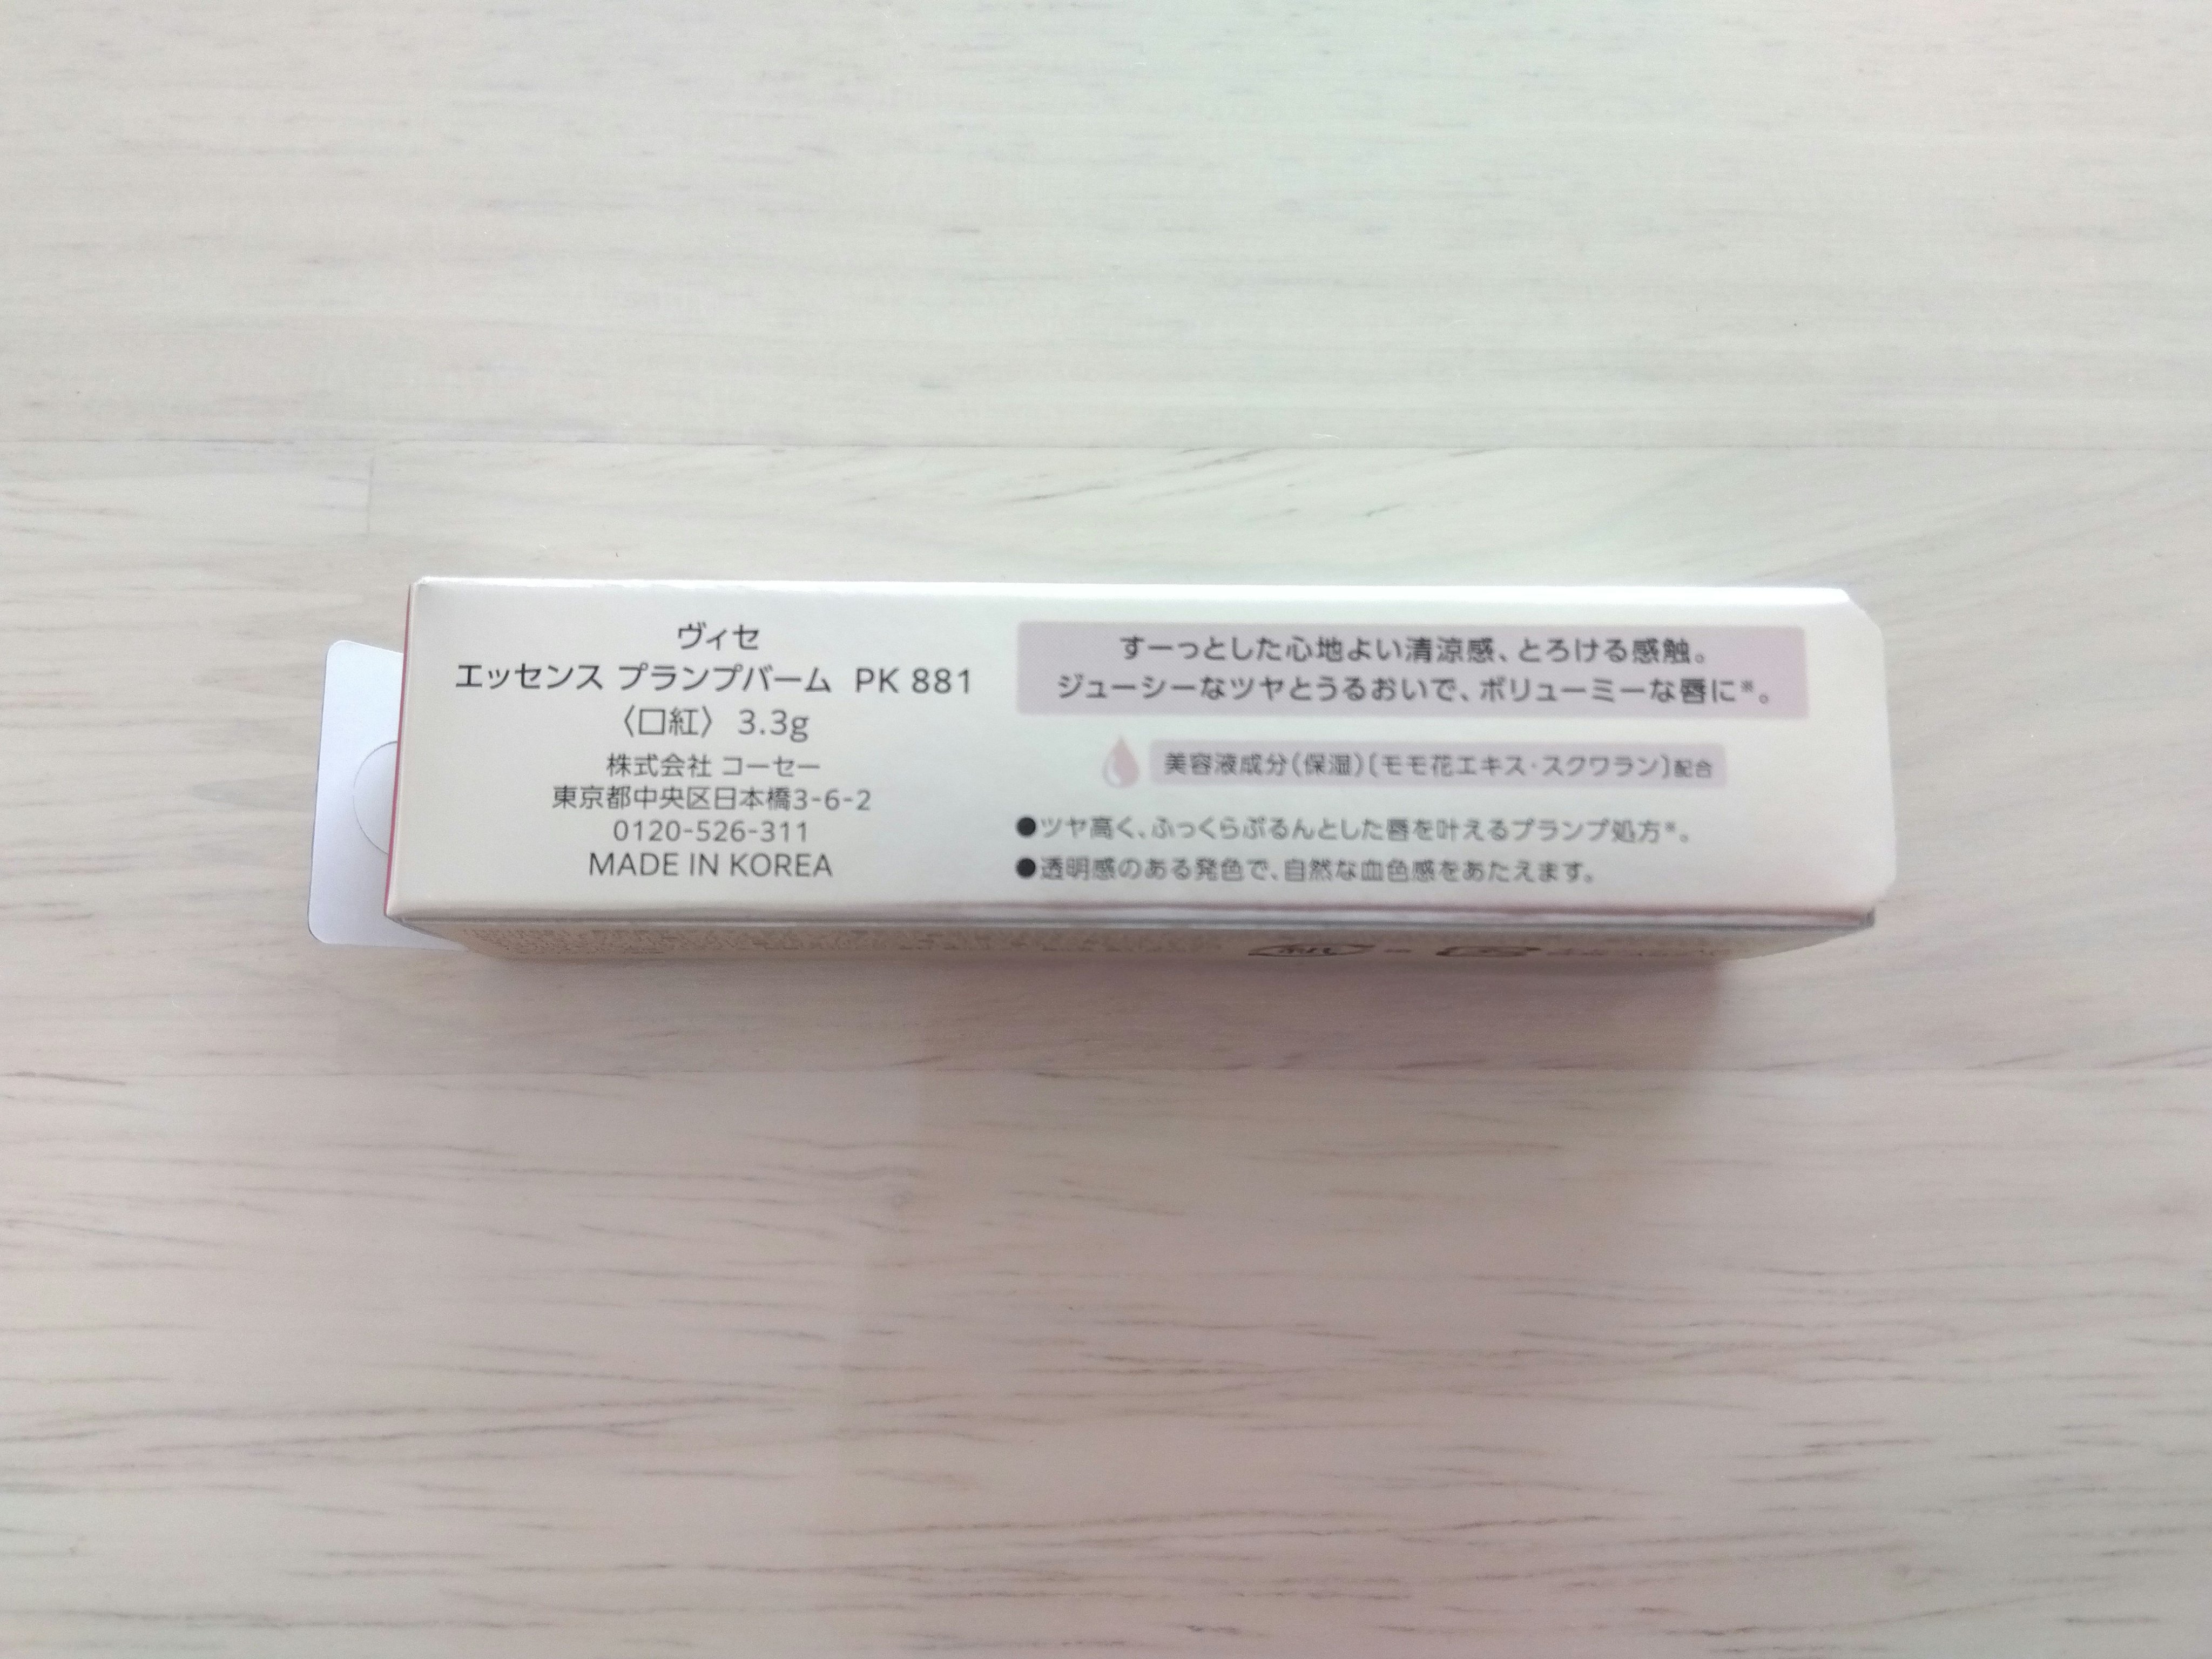 ヴィセ
エッセンス プランプバーム PK 881
〈口紅〉 3.3g
株式会社 コーセー
東京都中央区日本橋3-6-2
0120-526-311
MADE IN KOREA
すーっとした心地よい清涼感、とろける感触。
ジューシーなツヤとうるおいで、ボリューミーな唇に※。
美容液成分(保湿)〔モモ花エキス・スクワラン〕配合
●ツヤ高く、ふっくらぷるんとした唇を叶えるプランプ処方※。
●透明感のある発色で、自然な血色感をあたえます。